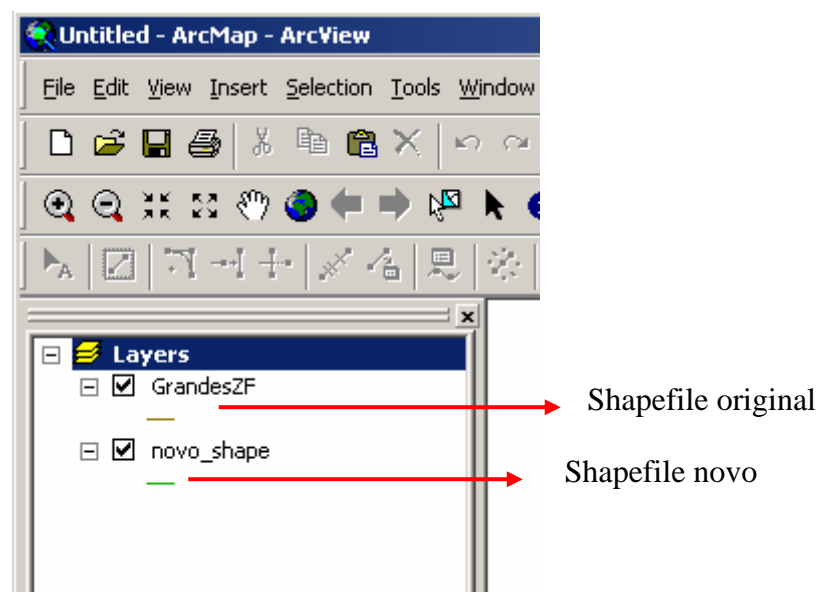 Untitled - ArcMap - ArcView
File Edit View Insert Selection Tools Window
Layers
GrandesZF
Shapefile original
novo_shape
Shapefile novo